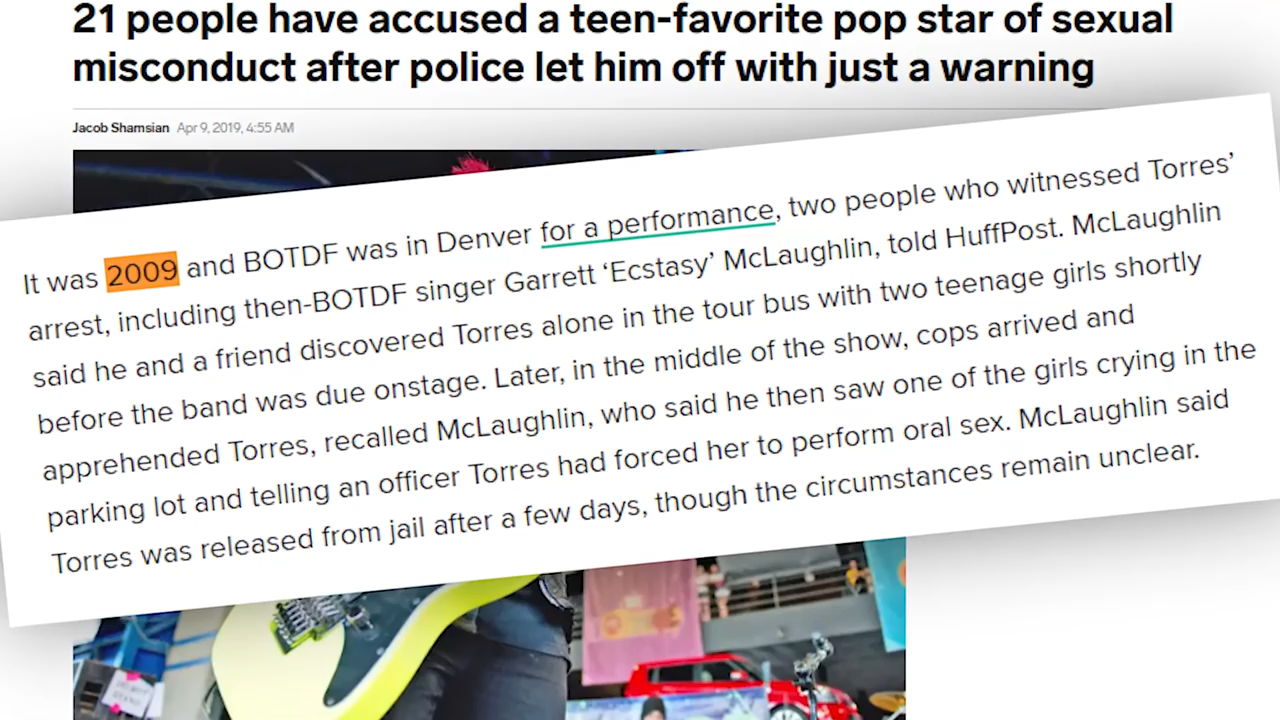 21 people have accused a teen-favorite pop star of sexual
misconduct after police let him off with just a warning
Jacob Shamsian Apr 9, 2019, 4:55 AM
It was 2009 and BOTDF was in Denver for a performance, two people who witnessed Torres’
arrest, including then-BOTDF singer Garrett ‘Ecstasy’ McLaughlin, told HuffPost. McLaughlin
said he and a friend discovered Torres alone in the tour bus with two teenage girls shortly
before the band was due onstage. Later, in the middle of the show, cops arrived and
apprehended Torres, recalled McLaughlin, who said he then saw one of the girls crying in the
parking lot and telling an officer Torres had forced her to perform oral sex. McLaughlin said
Torres was released from jail after a few days, though the circumstances remain unclear.